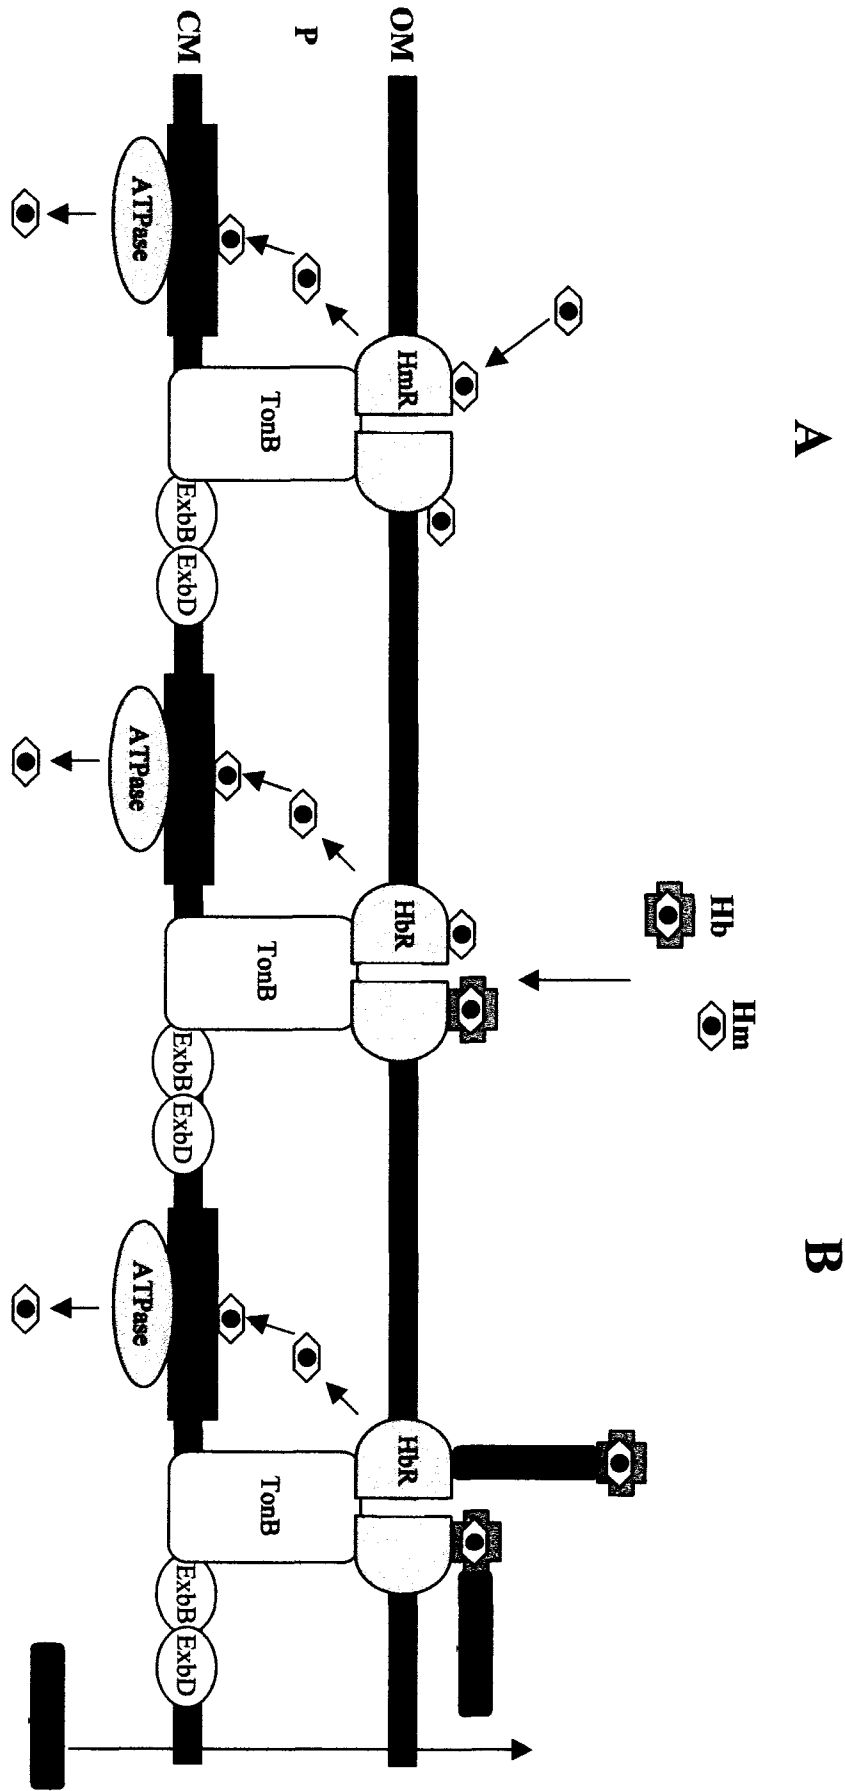 A
B
Hb
Hm
OM
HmR
HbR
HbR
P
TonB
TonB
TonB
CM
ExbB
ExbD
ExbB
ExbD
ExbB
ExbD
ATPase
ATPase
ATPase